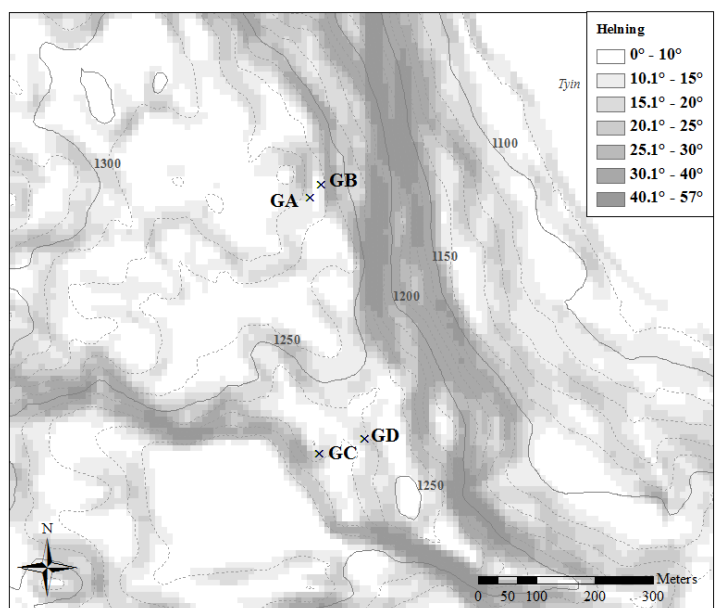 Helning
0° - 10°
10.1° - 15°
15.1° - 20°
20.1° - 25°
25.1° - 30°
30.1° - 40°
40.1° - 57°
Tyin
1100
1300
GB
GA
1150
1200
1250
GD
GC
1250
N
Meters
0 50 100 200 300